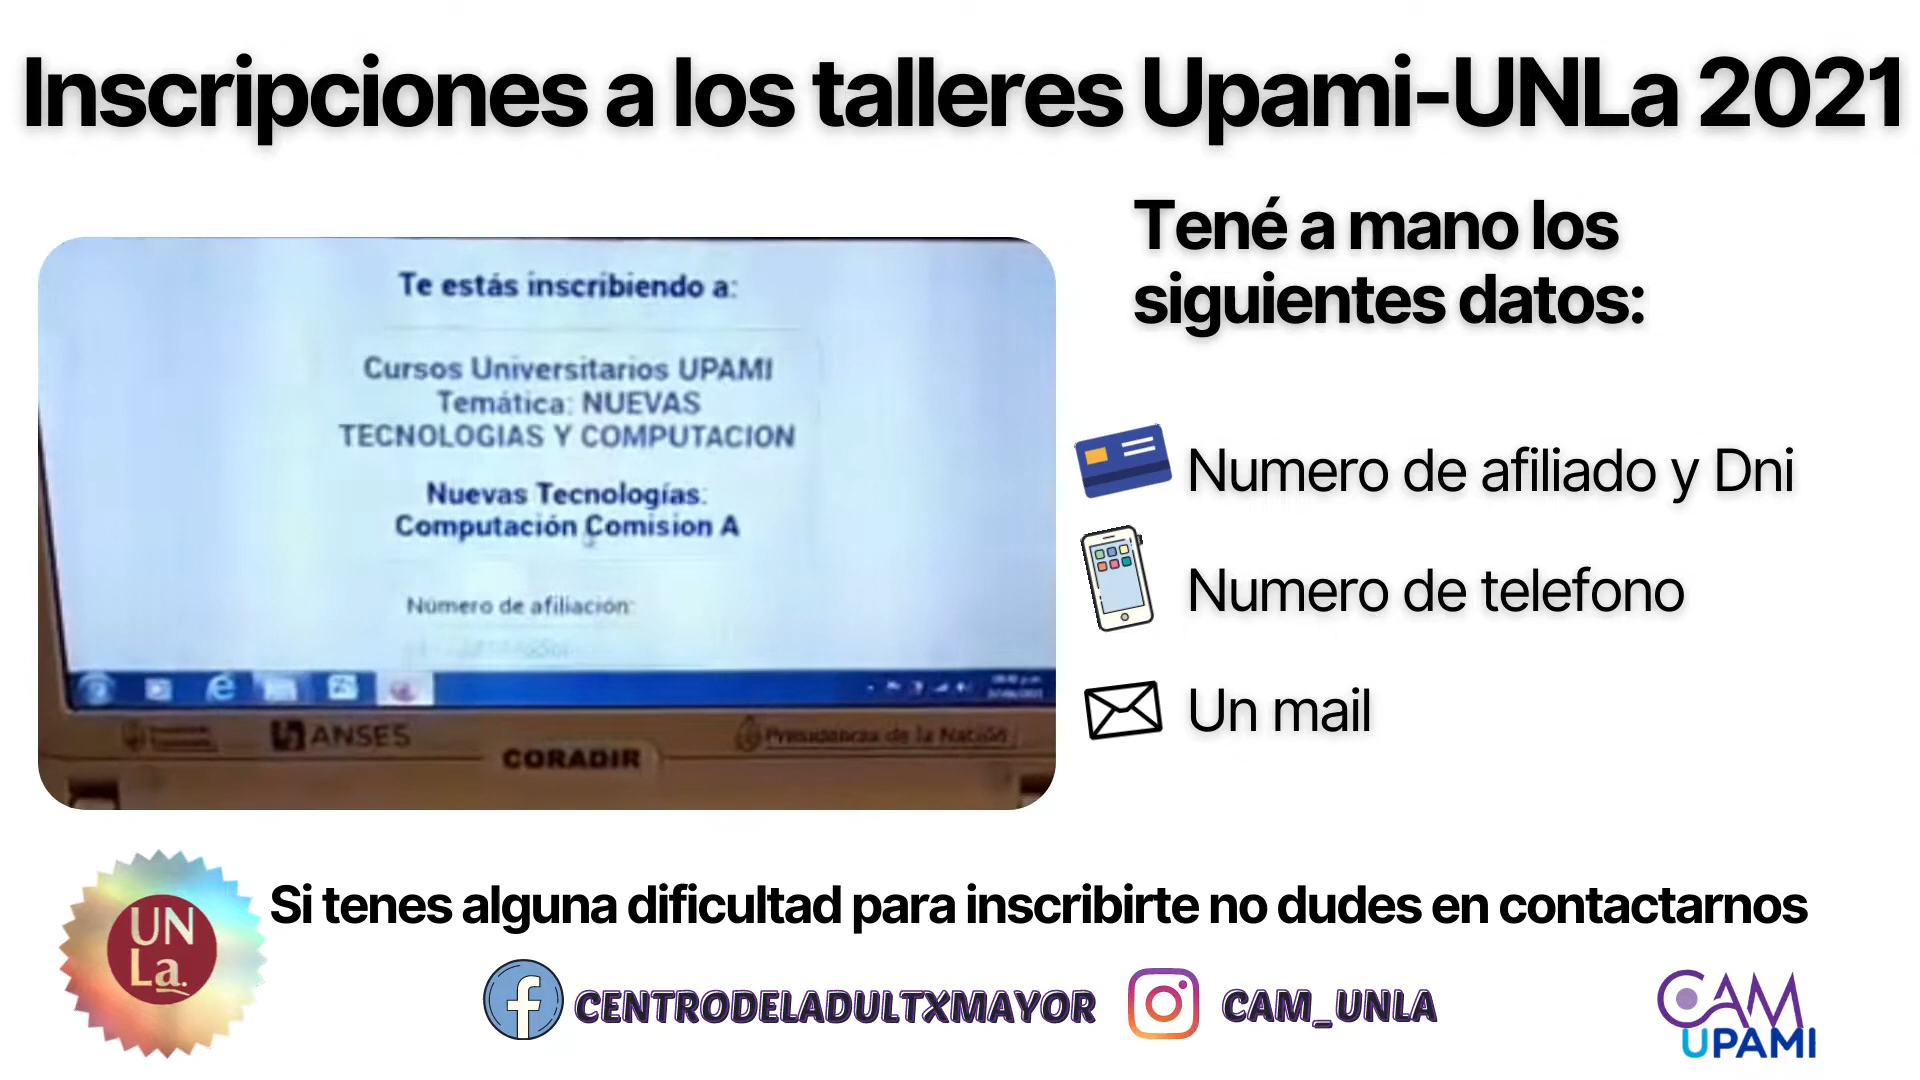 Inscripciones a los talleres Upami-UNLa 2021
Tené a mano los
siguientes datos:
Te estás inscribiendo a:
Cursos Universitarios UPAMI
Temática: NUEVAS
TECNOLOGIAS Y COMPUTACION
Nuevas Tecnologías:
Computación Comision A
Número de afiliación:
ANSES
Presidencia de la Nación
CORADIR
Numero de afiliado y Dni
Numero de telefono
Un mail
Si tenes alguna dificultad para inscribirte no dudes en contactarnos
UN
La.
CENTRODELADULTXMAYOR
CAM_UNLA
CAM
UPAMI